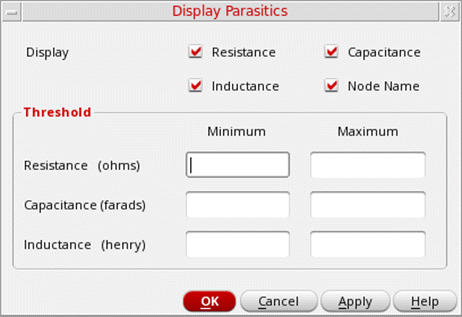 Display Parasitics
Display Resistance Capacitance
Inductance Node Name
Threshold
Minimum Maximum
Resistance (ohms)
Capacitance (farads)
Inductance (henry)
OK Cancel Apply Help